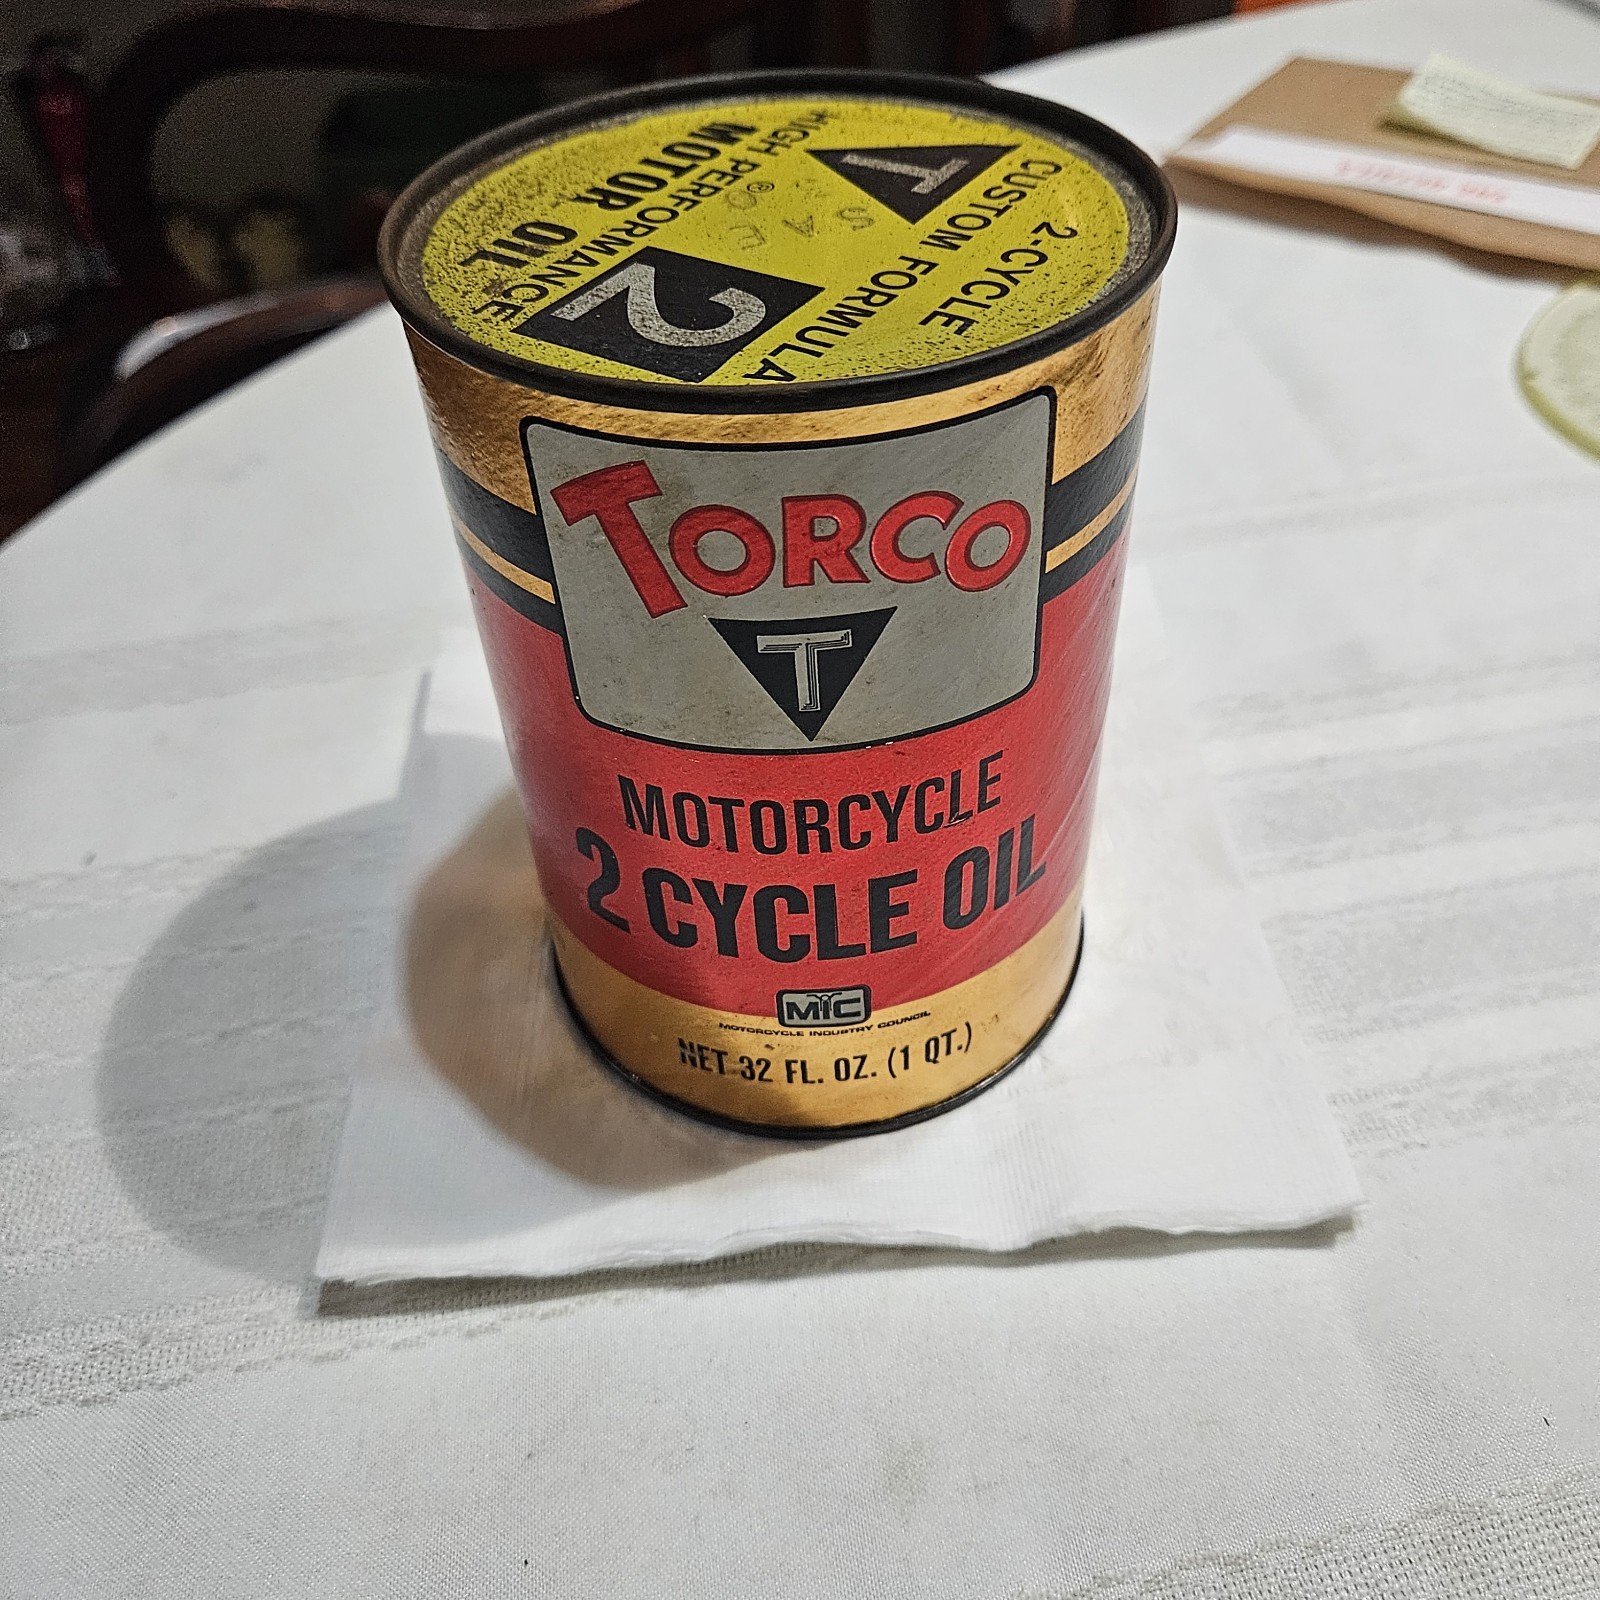 2-CYCLE
CUSTOM FORMULA
T
2
®
HIGH PERFORMANCE
MOTOR OIL
TORCO
T
MOTORCYCLE
2 CYCLE OIL
MIC
MOTORCYCLE INDUSTRY COUNCIL
NET 32 FL. OZ. (1 QT.)